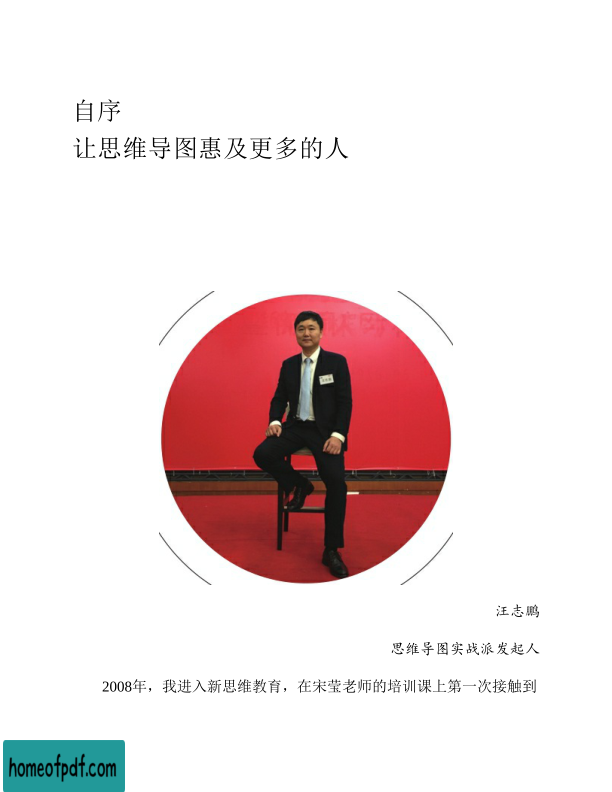 自序
让思维导图惠及更多的人
汪志鹏
思维导图实战派发起人
2008年，我进入新思维教育，在宋莹老师的培训课上第一次接触到
homeofpdf.com